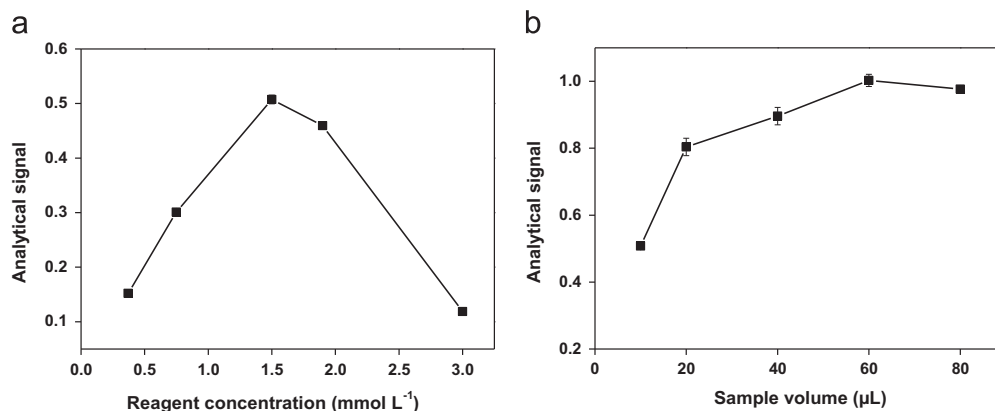 a
0.6
0.5
0.4
0.3
0.2
0.1
Analytical signal
0.0 0.5 1.0 1.5 2.0 2.5 3.0
Reagent concentration (mmol L⁻¹)
b
1.0
0.8
0.6
0.4
0.2
Analytical signal
0 20 40 60 80
Sample volume (µL)